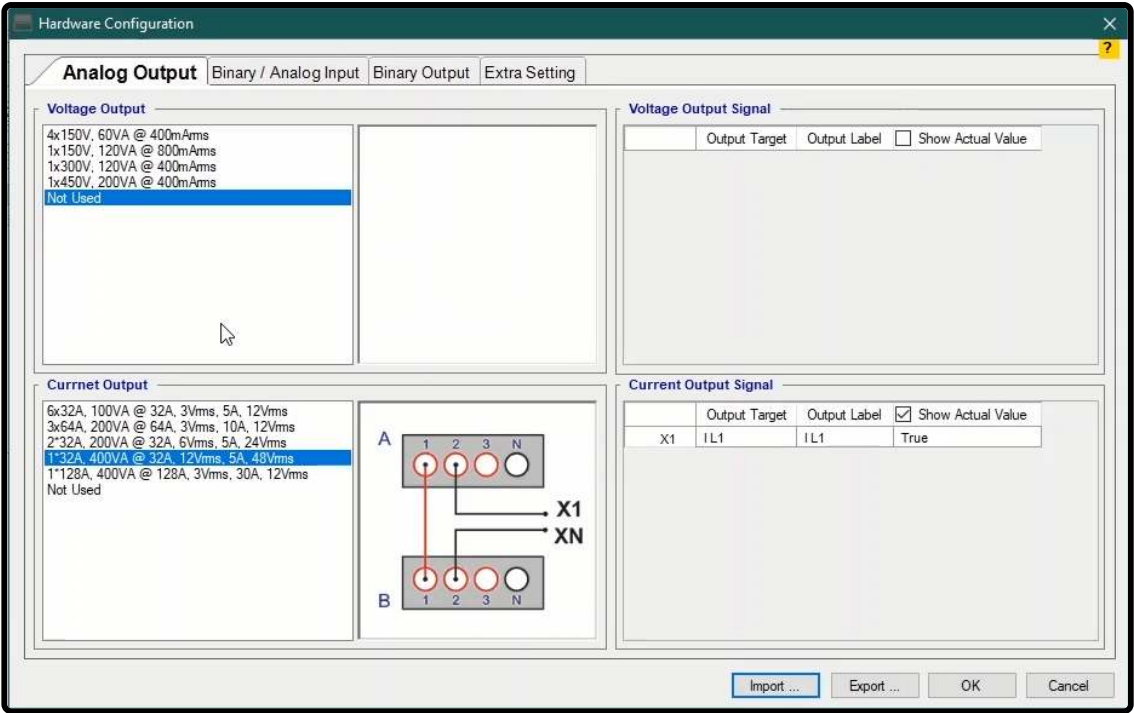 Hardware Configuration
?
Analog Output Binary / Analog Input Binary Output Extra Setting
Voltage Output
4x150V, 60VA @ 400mArms
1x150V, 120VA @ 800mArms
1x300V, 120VA @ 400mArms
1x450V, 200VA @ 400mArms
Not Used
Voltage Output Signal
Output Target Output Label Show Actual Value
Currnet Output
6x32A, 100VA @ 32A, 3Vrms, 5A, 12Vrms
3x64A, 200VA @ 64A, 3Vrms, 10A, 12Vrms
2*32A, 200VA @ 32A, 6Vrms, 5A, 24Vrms
1*32A, 400VA @ 32A, 12Vrms, 5A, 48Vrms
1*128A, 400VA @ 128A, 3Vrms, 30A, 12Vrms
Not Used
A 1 2 3 N
X1
XN
B 1 2 3 N
Current Output Signal
Output Target Output Label Show Actual Value
X1 I L1 I L1 True
Import ... Export ... OK Cancel